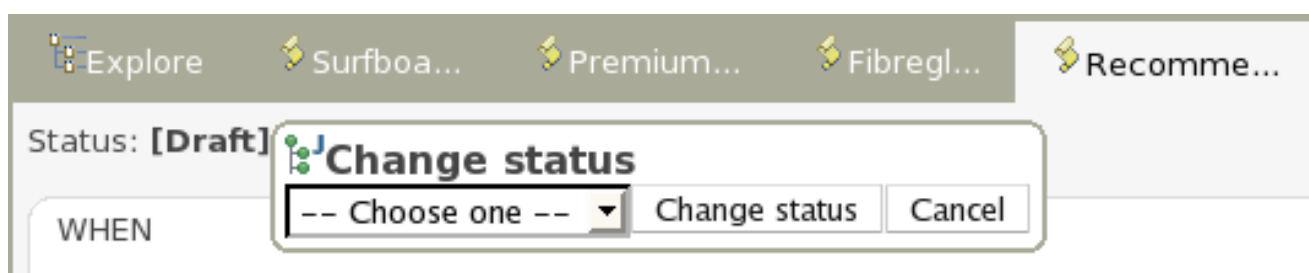 Explore Surfboa... Premium... Fibregl... Recomme...
Status: [Draft]
Change status
-- Choose one -- Change status Cancel
WHEN